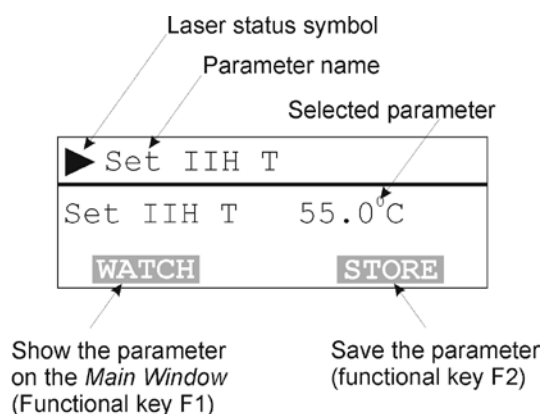 Laser status symbol
Parameter name
Selected parameter
Set IIH T
Set IIH T 55.0°C
WATCH STORE
Show the parameter
on the Main Window
(Functional key F1)
Save the parameter
(functional key F2)